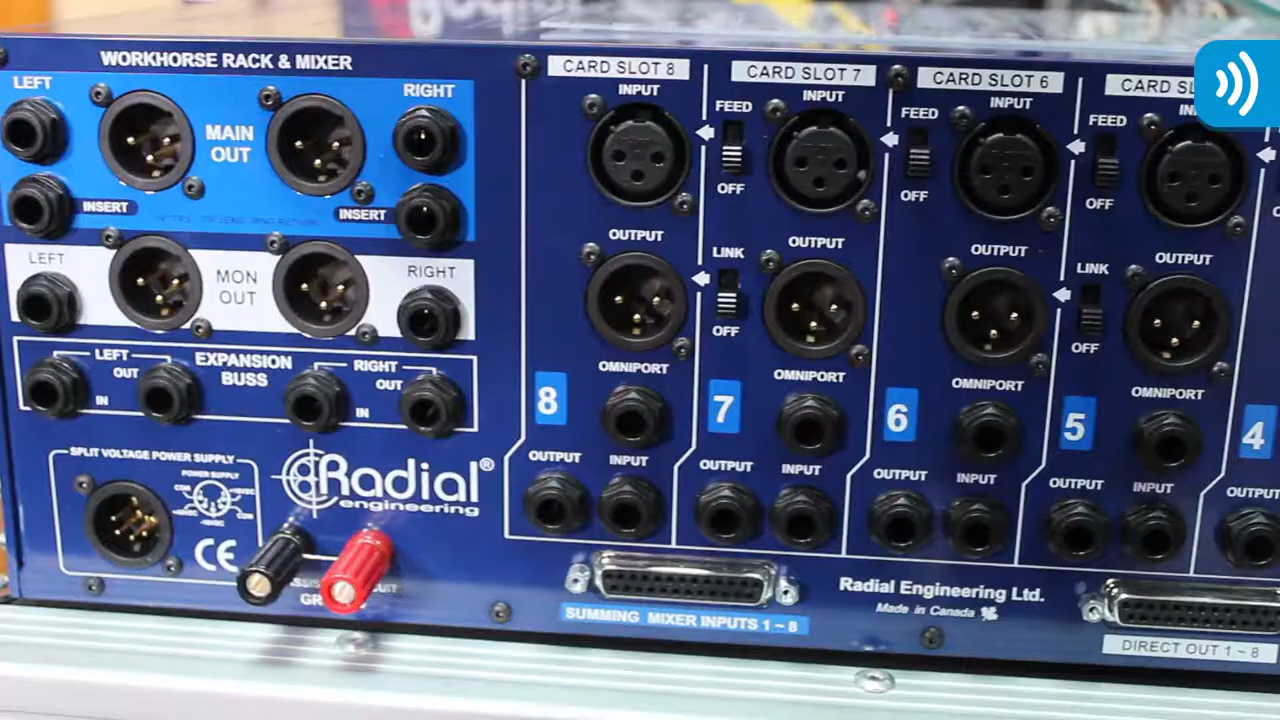 Radial
WORKHORSE RACK & MIXER
LEFT
MAIN
OUT
RIGHT
INSERT
INSERT
LEFT
MON
OUT
RIGHT
LEFT
OUT
IN
EXPANSION
BUSS
RIGHT
OUT
IN
SPLIT VOLTAGE POWER SUPPLY
POWER SUPPLY
COM
COM
CE
Radial®
engineering
CARD SLOT 8
INPUT
OUTPUT
OMNIPORT
8
OUTPUT
INPUT
CARD SLOT 7
FEED
INPUT
OFF
LINK
OUTPUT
OFF
OMNIPORT
7
OUTPUT
INPUT
CARD SLOT 6
FEED
INPUT
OFF
OUTPUT
OMNIPORT
6
OUTPUT
INPUT
CARD
FEED
OFF
LINK
OUTPUT
OFF
OMNIPORT
5
OUTPUT
INPUT
4
OUTPUT
SUMMING MIXER INPUTS 1~8
Radial Engineering Ltd.
Made in Canada
DIRECT OUT 1~8